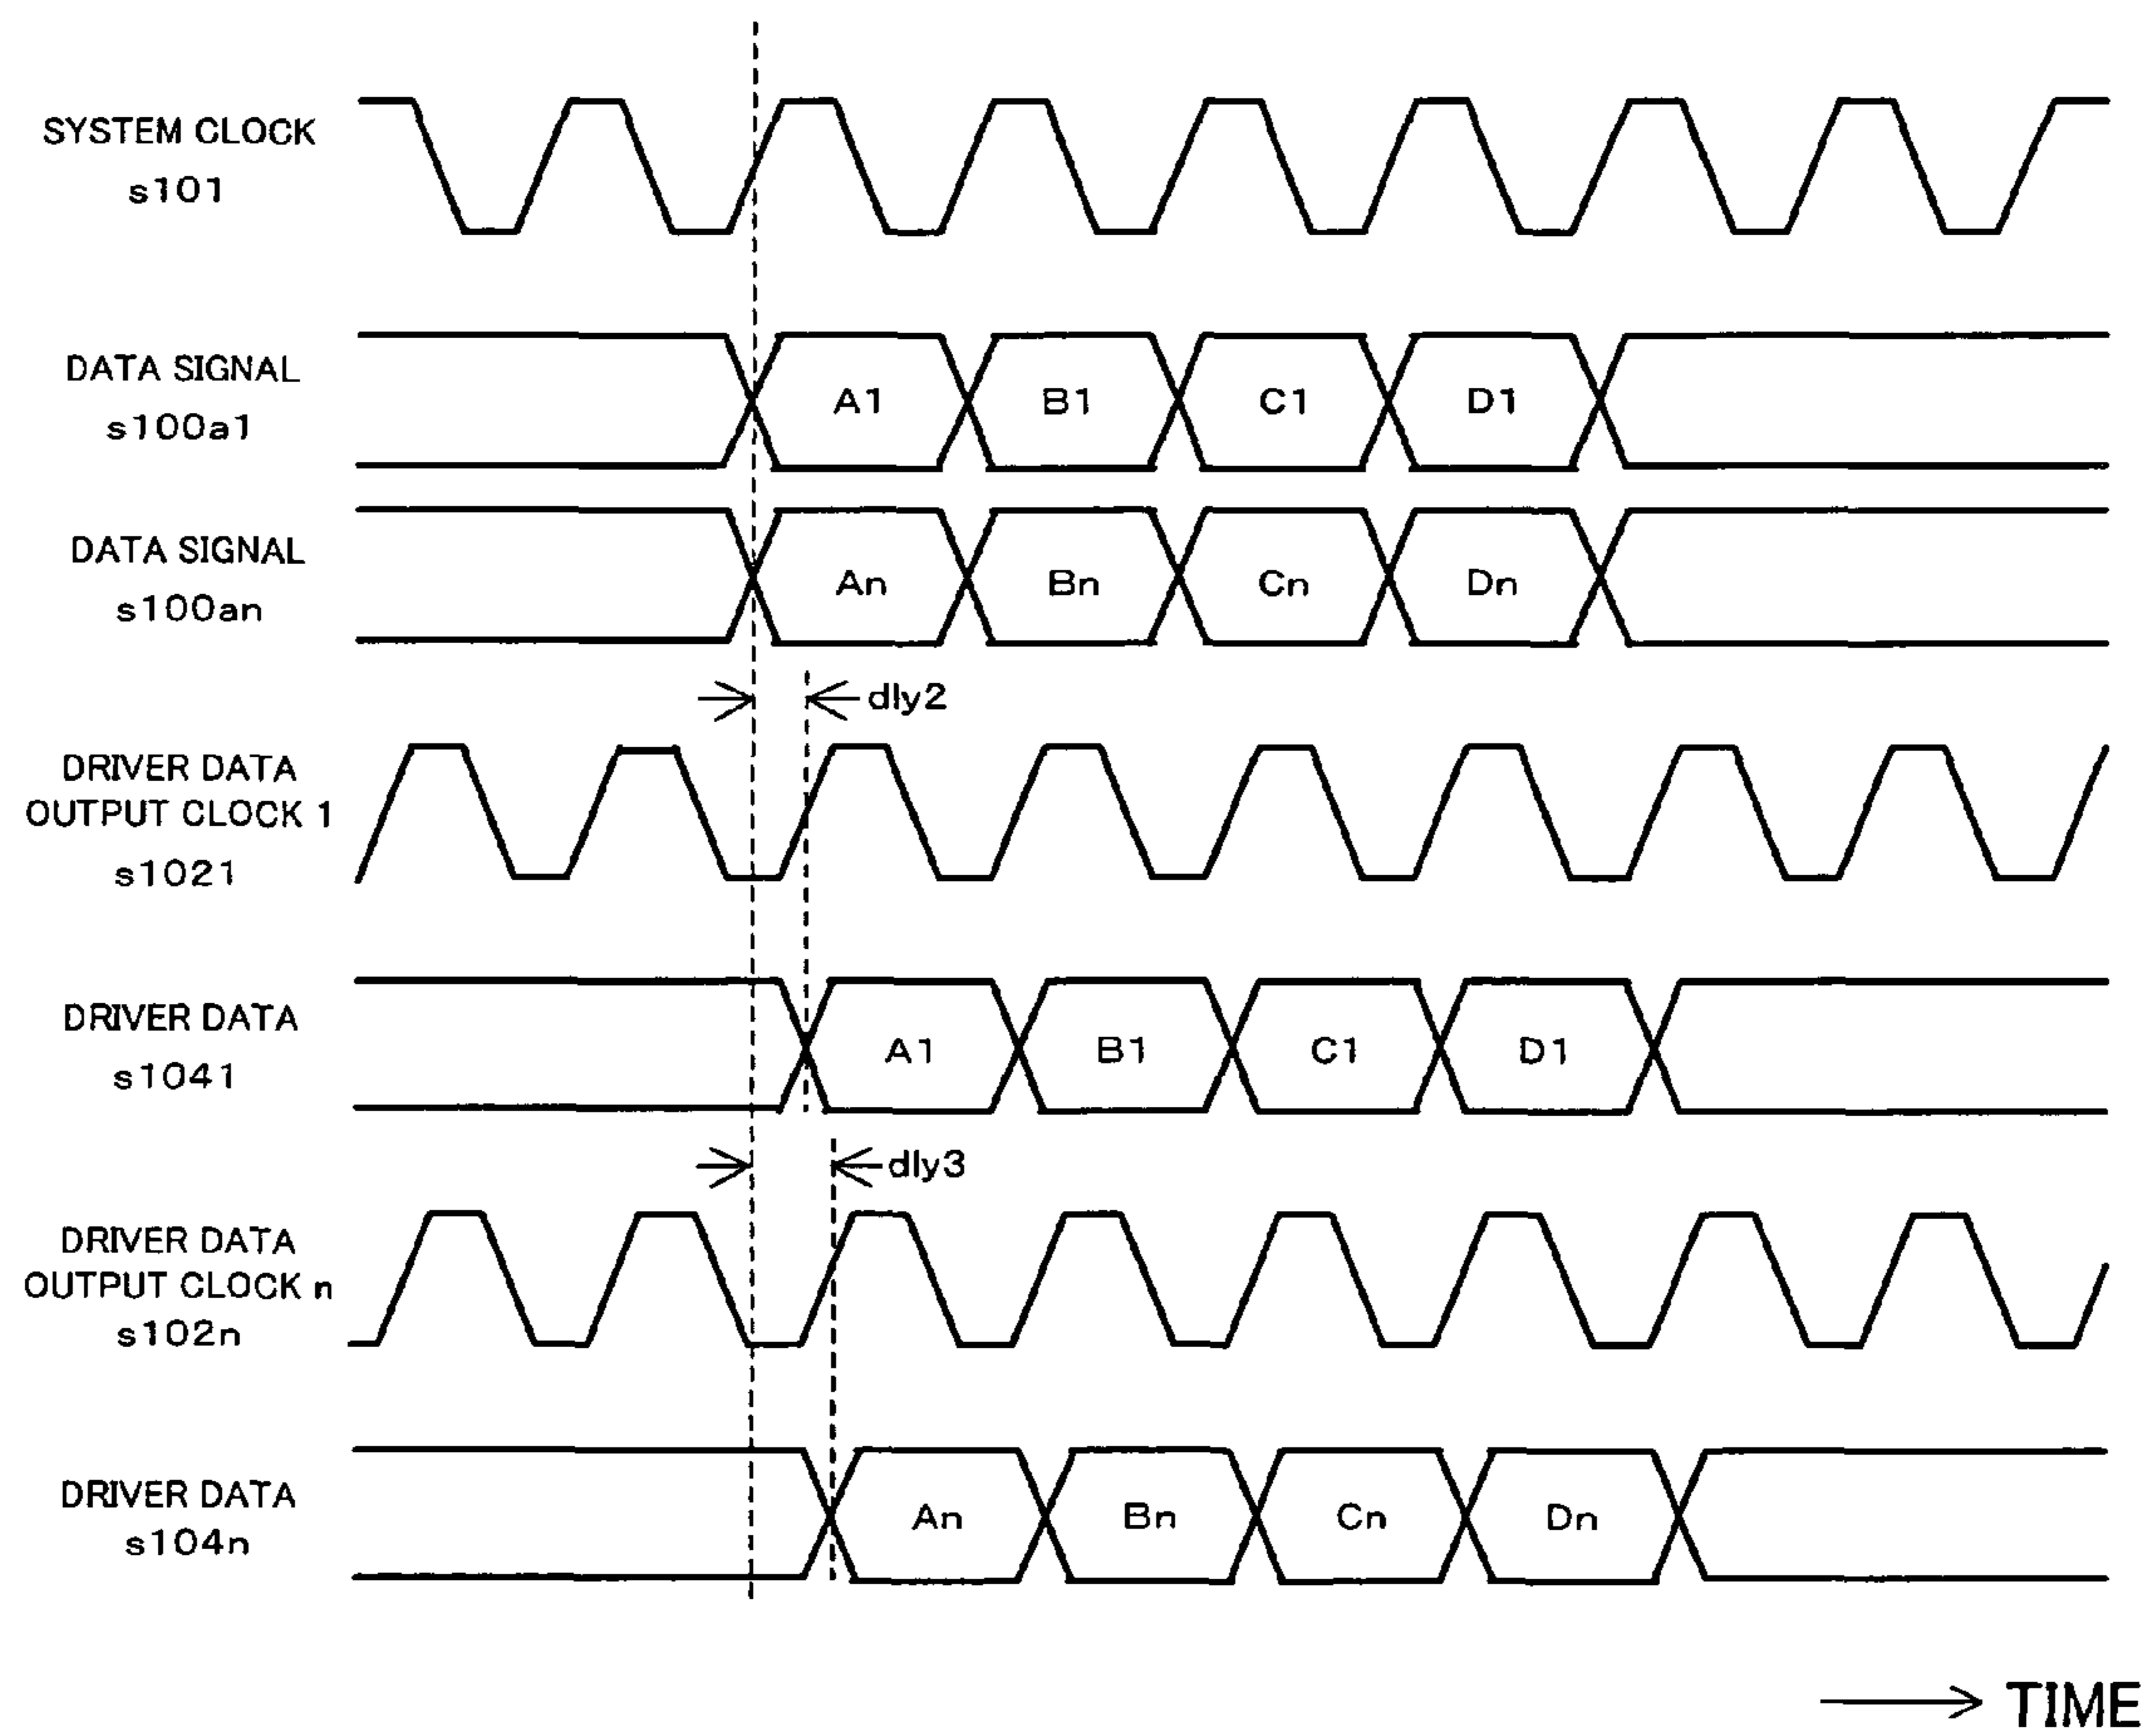 SYSTEM CLOCK
s101
DATA SIGNAL
s100a1
A1 B1 C1 D1
DATA SIGNAL
s100an
An Bn Cn Dn
dly2
DRIVER DATA
OUTPUT CLOCK 1
s1021
DRIVER DATA
s1041
A1 B1 C1 D1
dly3
DRIVER DATA
OUTPUT CLOCK n
s102n
DRIVER DATA
s104n
An Bn Cn Dn
TIME